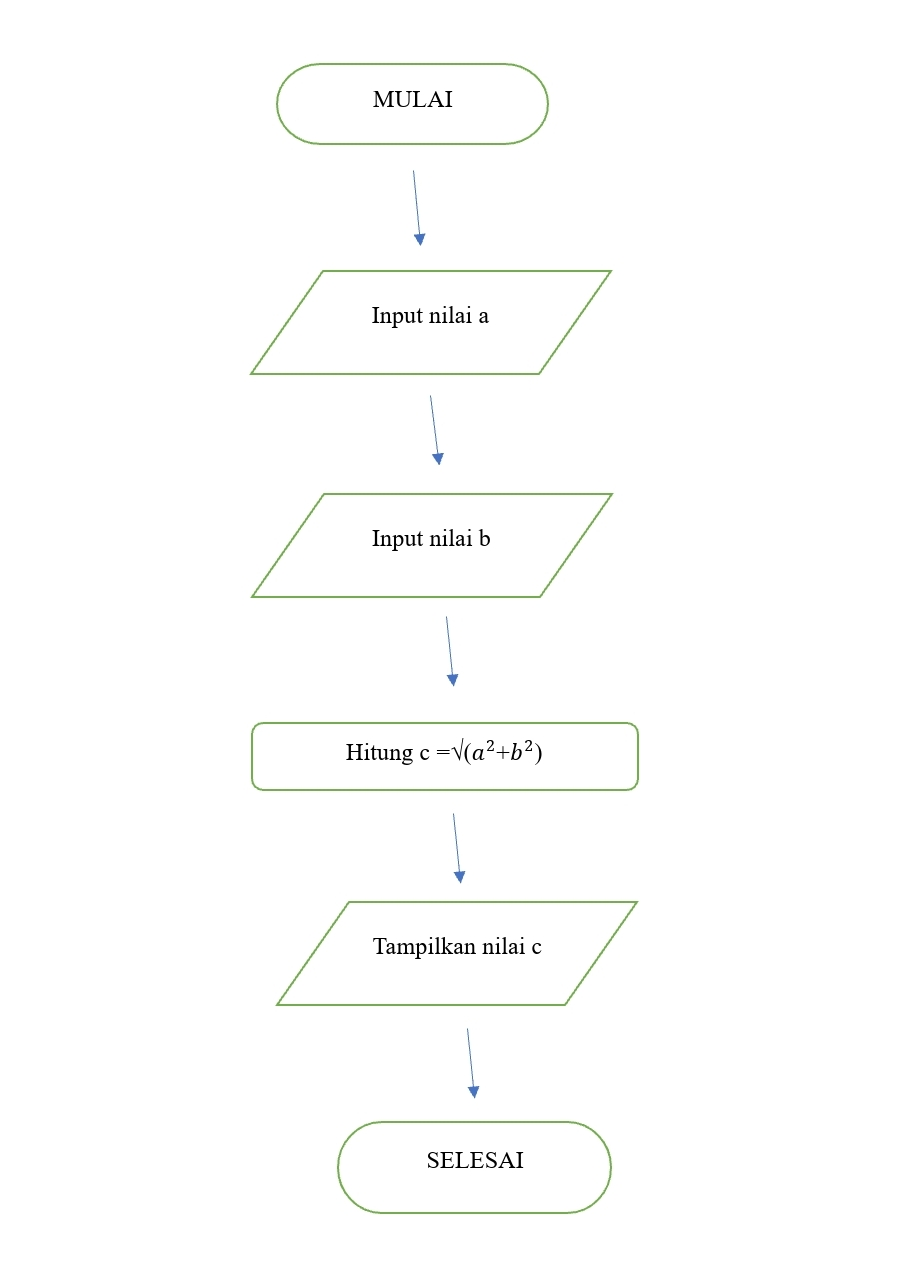 MULAI
Input nilai a
Input nilai b
Hitung c =√(a²+b²)
Tampilkan nilai c
SELESAI